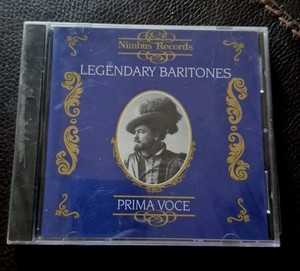 Nimbus Records
LEGENDARY BARITONES
PRIMA VOCE